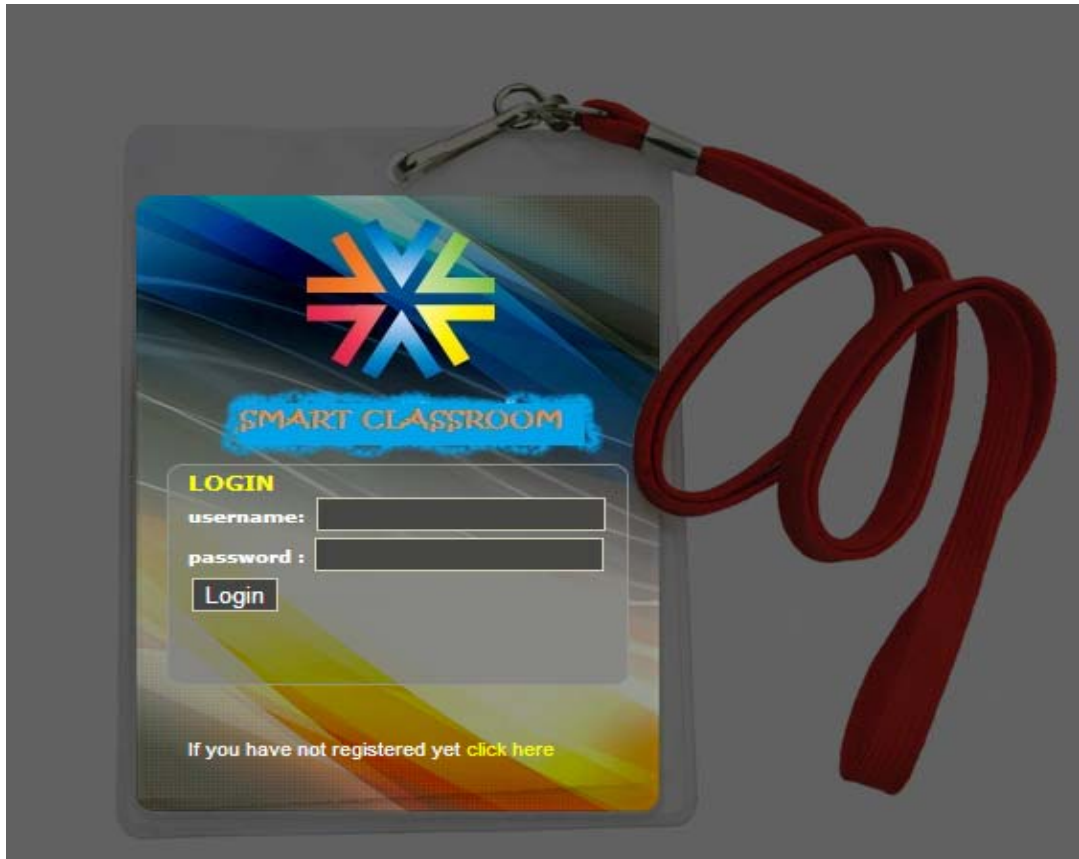 SMART CLASSROOM
LOGIN
username:
password :
Login
If you have not registered yet click here